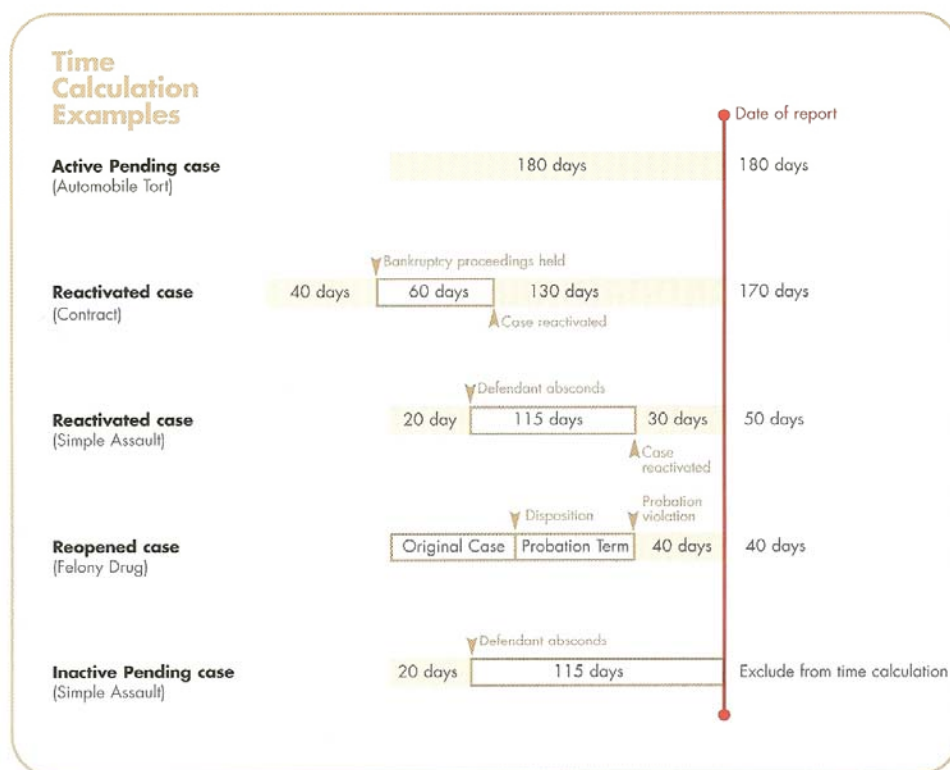 Time
Calculation
Examples
Date of report
Active Pending case
(Automobile Tort)
180 days
180 days
Bankruptcy proceedings held
Reactivated case
(Contract)
40 days
60 days
130 days
170 days
Case reactivated
Defendant absconds
Reactivated case
(Simple Assault)
20 day
115 days
30 days
50 days
Case
reactivated
Probation
violation
Disposition
Reopened case
(Felony Drug)
Original Case
Probation Term
40 days
40 days
Defendant absconds
Inactive Pending case
(Simple Assault)
20 days
115 days
Exclude from time calculation